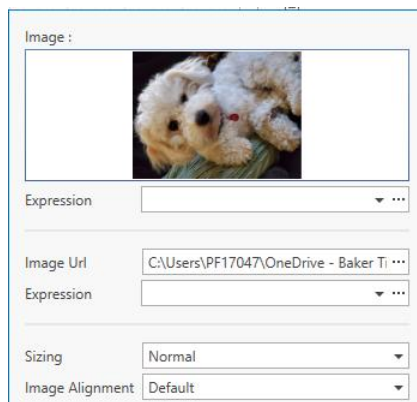 Image :
Expression
Image Url C:\Users\PF17047\OneDrive - Baker Ti ...
Expression
Sizing Normal
Image Alignment Default